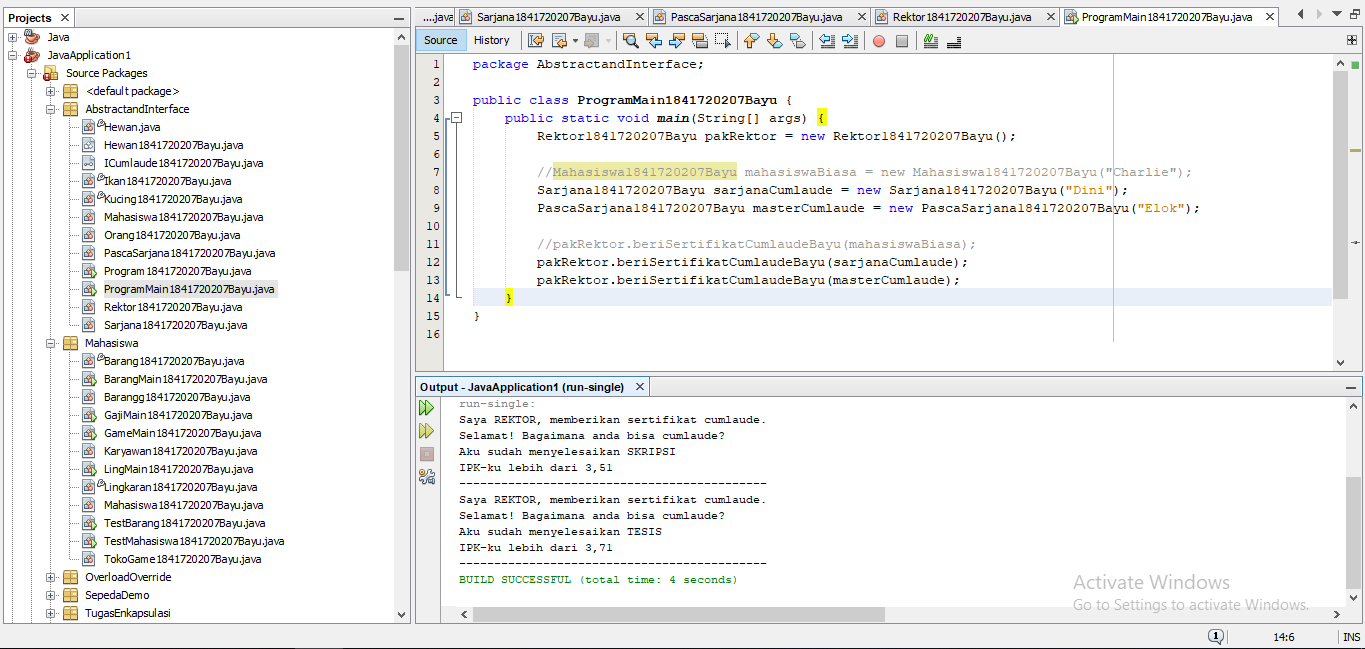 Projects
Java
JavaApplication1
Source Packages
<default package>
AbstractandInterface
Hewan.java
Hewan1841720207Bayu.java
ICumlaude1841720207Bayu.java
Ikan1841720207Bayu.java
Kucing1841720207Bayu.java
Mahasiswa1841720207Bayu.java
Orang1841720207Bayu.java
PascaSarjana1841720207Bayu.java
Program1841720207Bayu.java
ProgramMain1841720207Bayu.java
Rektor1841720207Bayu.java
Sarjana1841720207Bayu.java
Mahasiswa
Barang1841720207Bayu.java
BarangMain1841720207Bayu.java
Barangg1841720207Bayu.java
GajiMain1841720207Bayu.java
GameMain1841720207Bayu.java
Karyawan1841720207Bayu.java
LingMain1841720207Bayu.java
Lingkaran1841720207Bayu.java
Mahasiswa1841720207Bayu.java
TestBarang1841720207Bayu.java
TestMahasiswa1841720207Bayu.java
TokoGame1841720207Bayu.java
OverloadOverride
SepedaDemo
TugasEnkapsulasi
....java Sarjana1841720207Bayu.java PascaSarjana1841720207Bayu.java Rektor1841720207Bayu.java ProgramMain1841720207Bayu.java
Source History
1 package AbstractandInterface;
2
3 public class ProgramMain1841720207Bayu {
4 public static void main(String[] args) {
5 Rektor1841720207Bayu pakRektor = new Rektor1841720207Bayu();
6
7 //Mahasiswa1841720207Bayu mahasiswaBiasa = new Mahasiswa1841720207Bayu("Charlie");
8 Sarjana1841720207Bayu sarjanaCumlaude = new Sarjana1841720207Bayu("Dini");
9 PascaSarjana1841720207Bayu masterCumlaude = new PascaSarjana1841720207Bayu("Elok");
10
11 //pakRektor.beriSertifikatCumlaudeBayu(mahasiswaBiasa);
12 pakRektor.beriSertifikatCumlaudeBayu(sarjanaCumlaude);
13 pakRektor.beriSertifikatCumlaudeBayu(masterCumlaude);
14 }
15 }
16
Output - JavaApplication1 (run-single)
run-single:
Saya REKTOR, memberikan sertifikat cumlaude.
Selamat! Bagaimana anda bisa cumlaude?
Aku sudah menyelesaikan SKRIPSI
IPK-ku lebih dari 3,51
--------------------------------------------
Saya REKTOR, memberikan sertifikat cumlaude.
Selamat! Bagaimana anda bisa cumlaude?
Aku sudah menyelesaikan TESIS
IPK-ku lebih dari 3,71
--------------------------------------------
BUILD SUCCESSFUL (total time: 4 seconds)
Activate Windows
Go to Settings to activate Windows.
1 14:6 INS